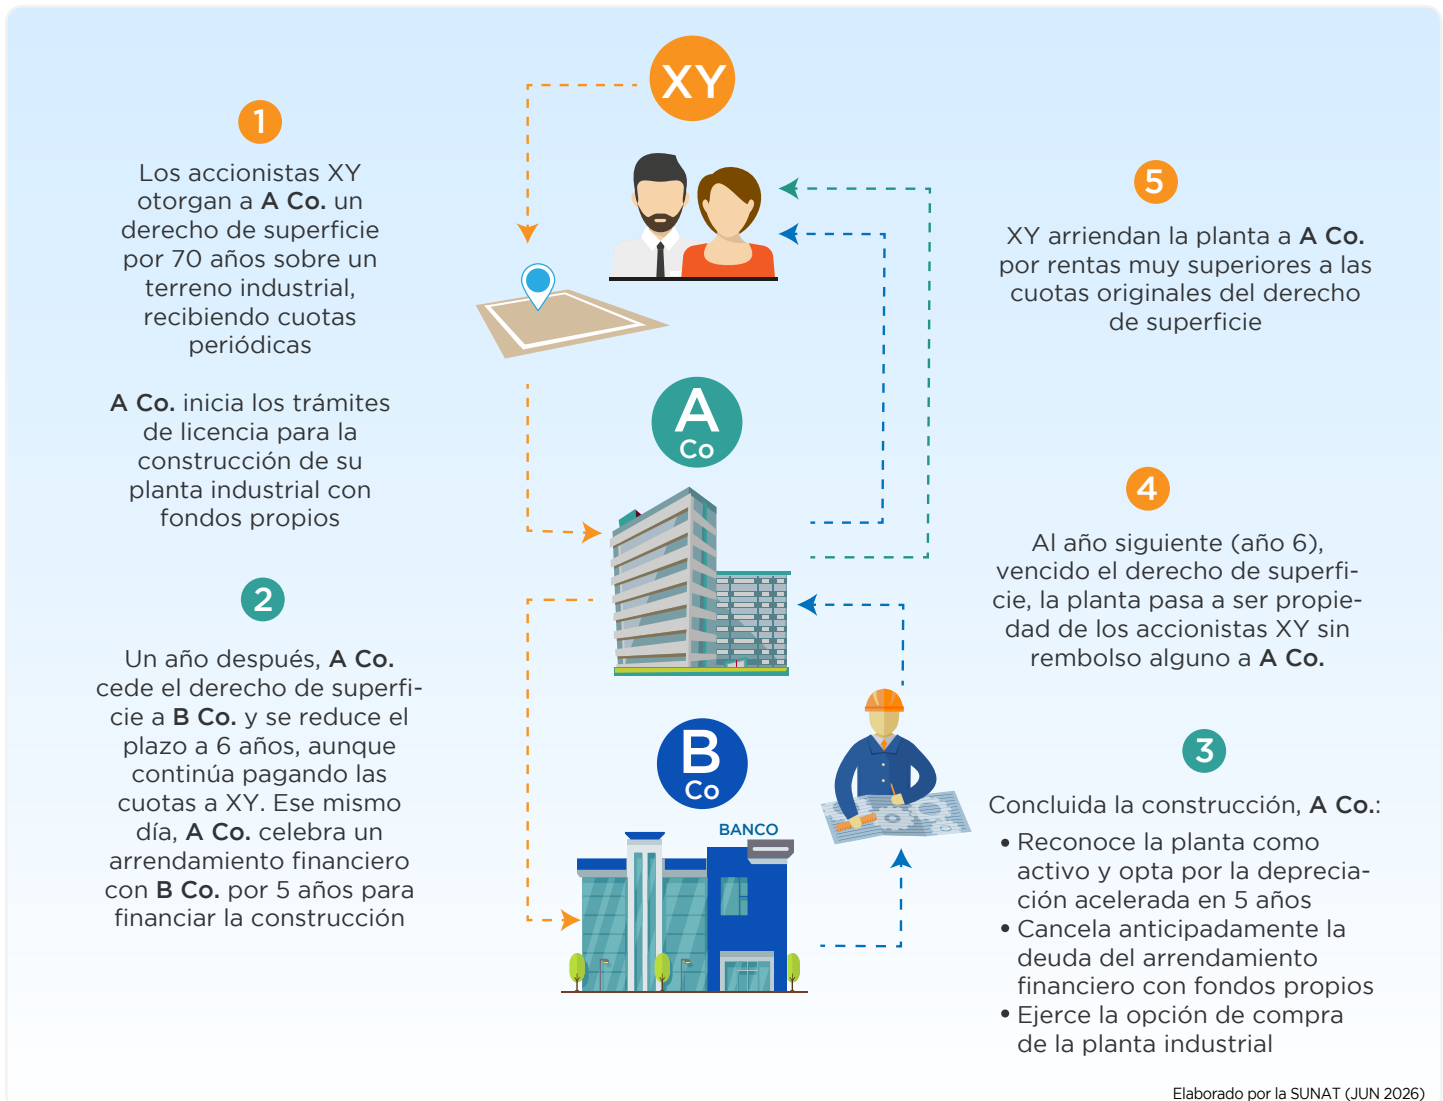 XY
1
Los accionistas XY
otorgan a A Co. un
derecho de superficie
por 70 años sobre un
terreno industrial,
recibiendo cuotas
periódicas
A Co. inicia los trámites
de licencia para la
construcción de su
planta industrial con
fondos propios
2
Un año después, A Co.
cede el derecho de superfi-
cie a B Co. y se reduce el
plazo a 6 años, aunque
continúa pagando las
cuotas a XY. Ese mismo
día, A Co. celebra un
arrendamiento financiero
con B Co. por 5 años para
financiar la construcción
A
Co
B
Co
BANCO
5
XY arriendan la planta a A Co.
por rentas muy superiores a las
cuotas originales del derecho
de superficie
4
Al año siguiente (año 6),
vencido el derecho de superfi-
cie, la planta pasa a ser propie-
dad de los accionistas XY sin
rembolso alguno a A Co.
3
Concluida la construcción, A Co.:
• Reconoce la planta como
activo y opta por la deprecia-
ción acelerada en 5 años
• Cancela anticipadamente la
deuda del arrendamiento
financiero con fondos propios
• Ejerce la opción de compra
de la planta industrial
Elaborado por la SUNAT (JUN 2026)